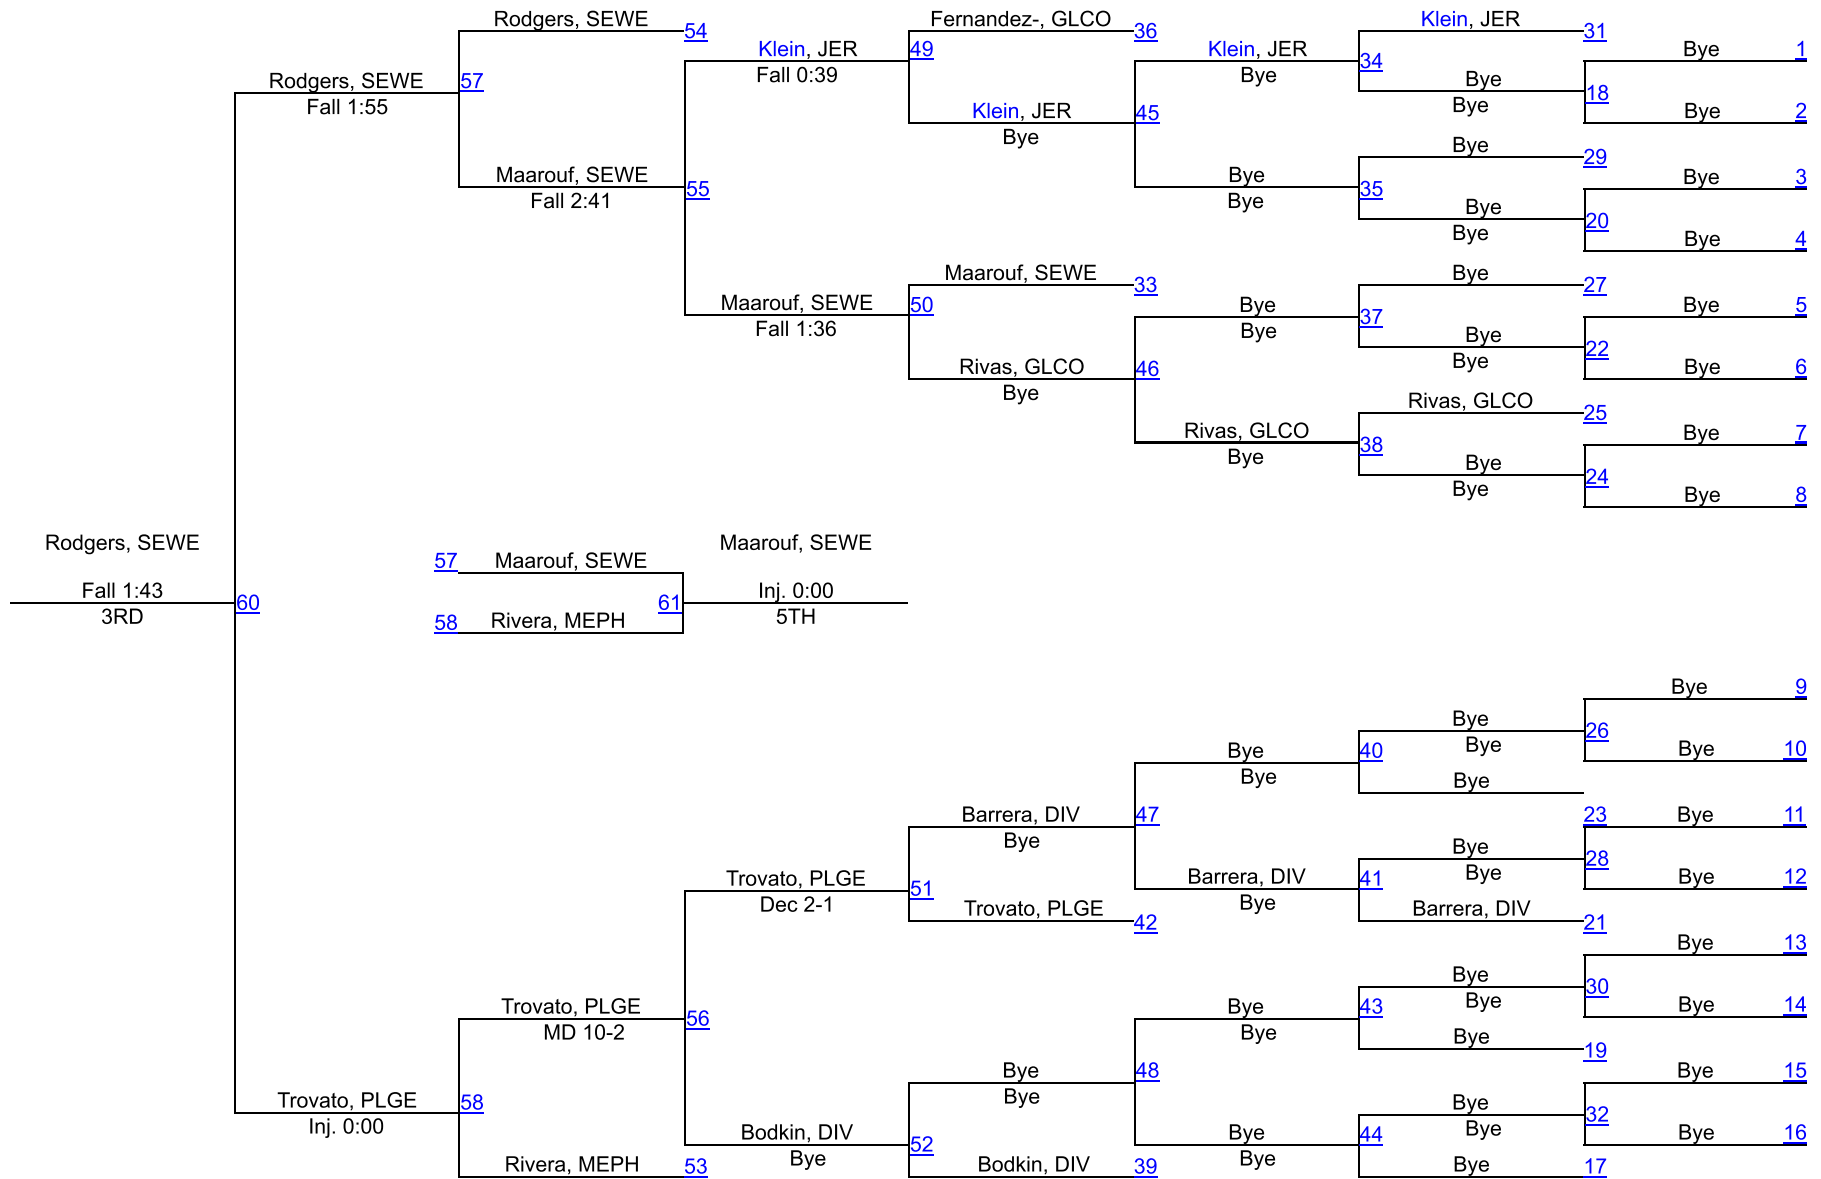 Rodgers, SEWE
54
Fernandez-, GLCO
36
Klein, JER
31
Klein, JER
Fall 0:39
49
Klein, JER
Bye
34
Bye
1
Rodgers, SEWE
Fall 1:55
57
Bye
Bye
18
Klein, JER
Bye
45
Bye
2
Bye
29
Maarouf, SEWE
Fall 2:41
55
Bye
Bye
35
Bye
3
Bye
Bye
20
Bye
4
Maarouf, SEWE
33
Bye
27
Maarouf, SEWE
Fall 1:36
50
Bye
Bye
37
Bye
5
Bye
Bye
22
Rivas, GLCO
Bye
46
Bye
6
Rivas, GLCO
25
Rivas, GLCO
Bye
38
Bye
7
Bye
Bye
24
Bye
8
Rodgers, SEWE
Fall 1:43
3RD
60
57
Maarouf, SEWE
58
Rivera, MEPH
61
Maarouf, SEWE
Inj. 0:00
5TH
Bye
9
Bye
Bye
26
Bye
Bye
40
Bye
10
Bye
Barrera, DIV
Bye
47
23
Bye
11
Bye
Bye
28
Trovato, PLGE
Dec 2-1
51
Barrera, DIV
Bye
41
Bye
12
Trovato, PLGE
42
Barrera, DIV
21
Bye
13
Bye
Bye
30
Trovato, PLGE
MD 10-2
56
Bye
Bye
43
Bye
14
Bye
19
Bye
Bye
48
Bye
15
Trovato, PLGE
Inj. 0:00
58
Bye
Bye
32
Bodkin, DIV
Bye
52
Bye
Bye
44
Bye
16
Rivera, MEPH
53
Bodkin, DIV
39
Bye
17